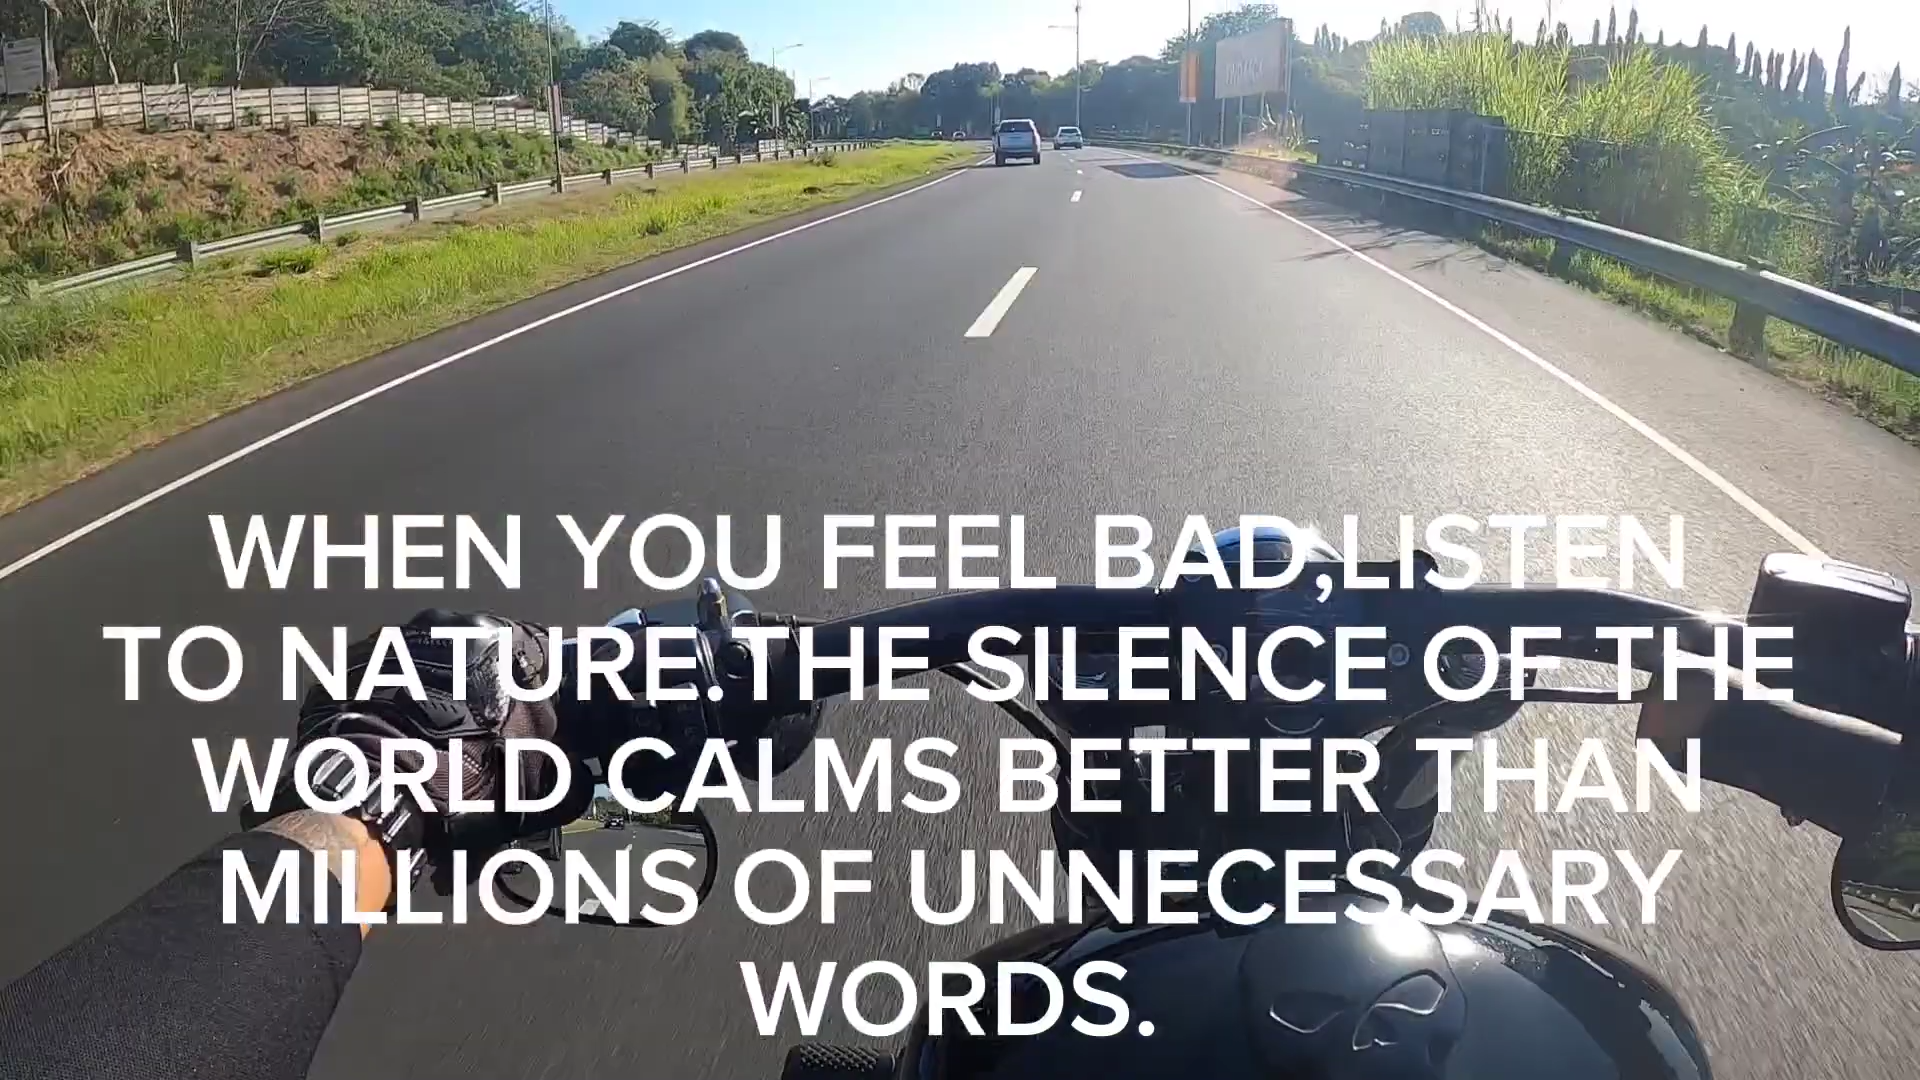 WHEN YOU FEEL BAD,LISTEN
TO NATURE.THE SILENCE OF THE
WORLD CALMS BETTER THAN
MILLIONS OF UNNECESSARY
WORDS.